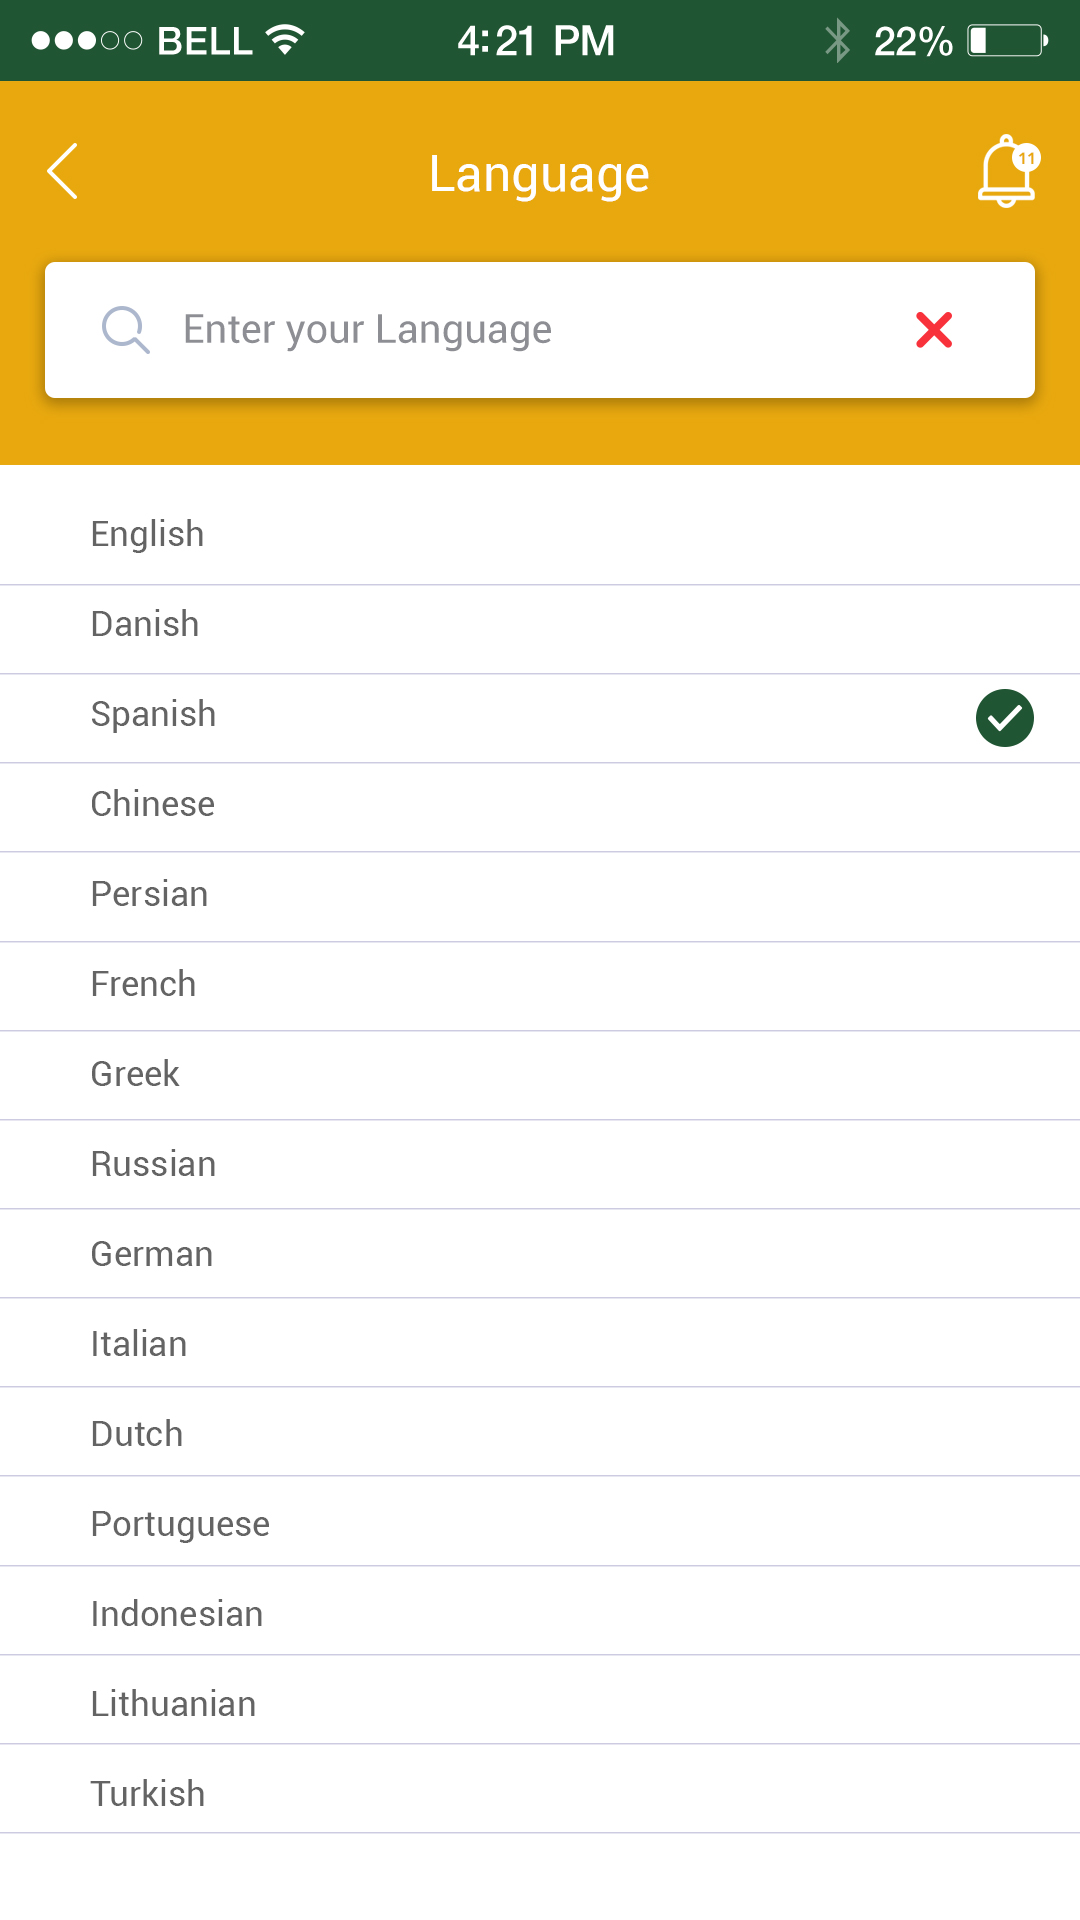 BELL 4:21 PM 22%
Language 11
Enter your Language
English
Danish
Spanish
Chinese
Persian
French
Greek
Russian
German
Italian
Dutch
Portuguese
Indonesian
Lithuanian
Turkish